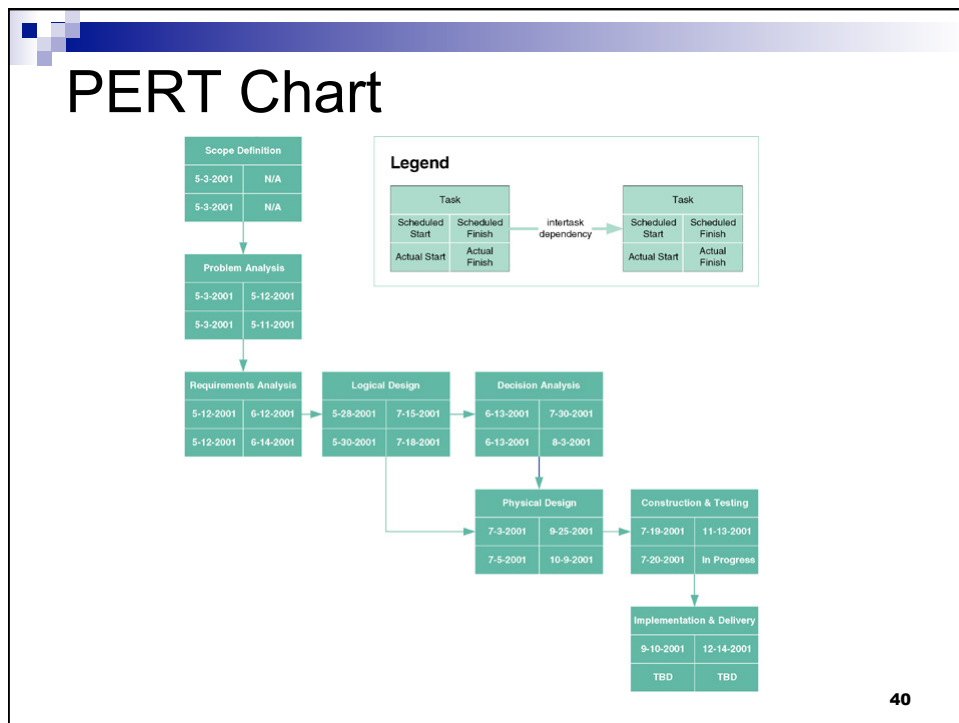 PERT Chart
Scope Definition
5-3-2001 N/A
5-3-2001 N/A
Legend
Task
Scheduled Start
Scheduled Finish
Actual Start
Actual Finish
intertask
dependency
Task
Scheduled Start
Scheduled Finish
Actual Start
Actual Finish
Problem Analysis
5-3-2001 5-12-2001
5-3-2001 5-11-2001
Requirements Analysis
5-12-2001 6-12-2001
5-12-2001 6-14-2001
Logical Design
5-28-2001 7-15-2001
5-30-2001 7-18-2001
Decision Analysis
6-13-2001 7-30-2001
6-13-2001 8-3-2001
Physical Design
7-3-2001 9-25-2001
7-5-2001 10-9-2001
Construction & Testing
7-19-2001 11-13-2001
7-20-2001 In Progress
Implementation & Delivery
9-10-2001 12-14-2001
TBD TBD
40